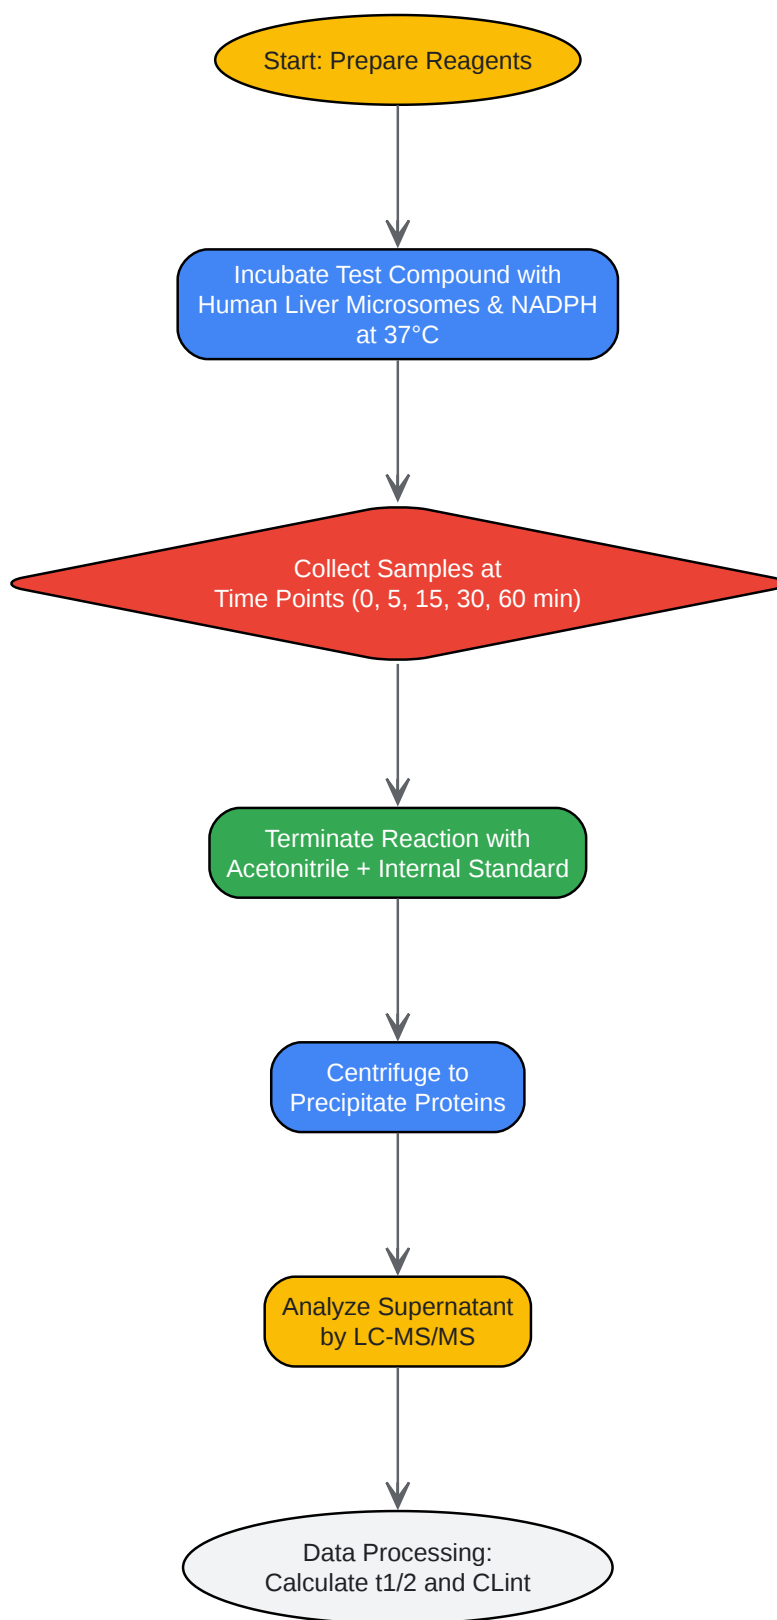 Start: Prepare Reagents
Incubate Test Compound with
Human Liver Microsomes & NADPH
at 37°C
Collect Samples at
Time Points (0, 5, 15, 30, 60 min)
Terminate Reaction with
Acetonitrile + Internal Standard
Centrifuge to
Precipitate Proteins
Analyze Supernatant
by LC-MS/MS
Data Processing:
Calculate t1/2 and CLint